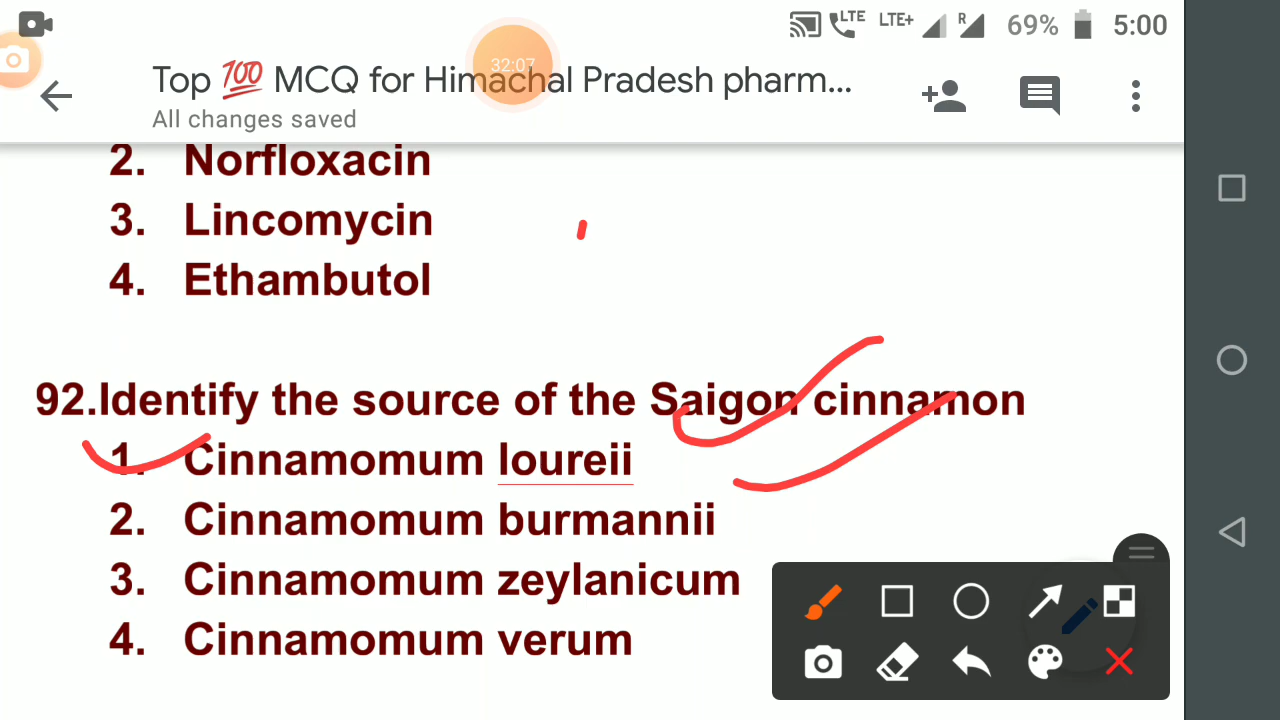 LTE LTE+ R 69% 5:00
32:07
Top 💯 MCQ for Himachal Pradesh pharm...
All changes saved
2. Norfloxacin
3. Lincomycin
4. Ethambutol
92.Identify the source of the Saigon cinnamon
1. Cinnamomum loureii
2. Cinnamomum burmannii
3. Cinnamomum zeylanicum
4. Cinnamomum verum